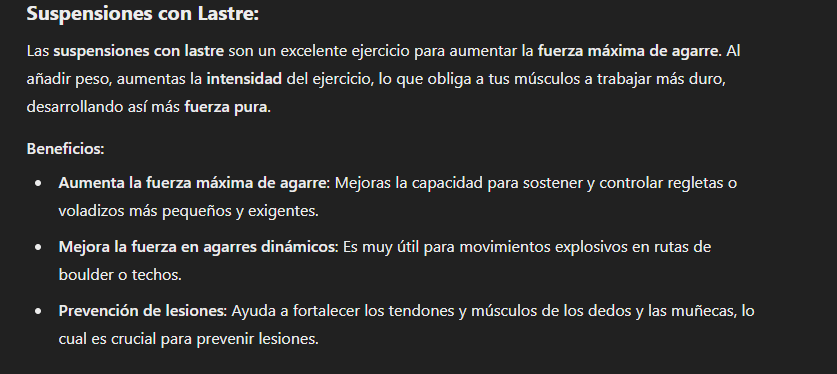 Suspensiones con Lastre:
Las suspensiones con lastre son un excelente ejercicio para aumentar la fuerza máxima de agarre. Al
añadir peso, aumentas la intensidad del ejercicio, lo que obliga a tus músculos a trabajar más duro,
desarrollando así más fuerza pura.
Beneficios:
• Aumenta la fuerza máxima de agarre: Mejoras la capacidad para sostener y controlar regletas o
voladizos más pequeños y exigentes.
• Mejora la fuerza en agarres dinámicos: Es muy útil para movimientos explosivos en rutas de
boulder o techos.
• Prevención de lesiones: Ayuda a fortalecer los tendones y músculos de los dedos y las muñecas, lo
cual es crucial para prevenir lesiones.